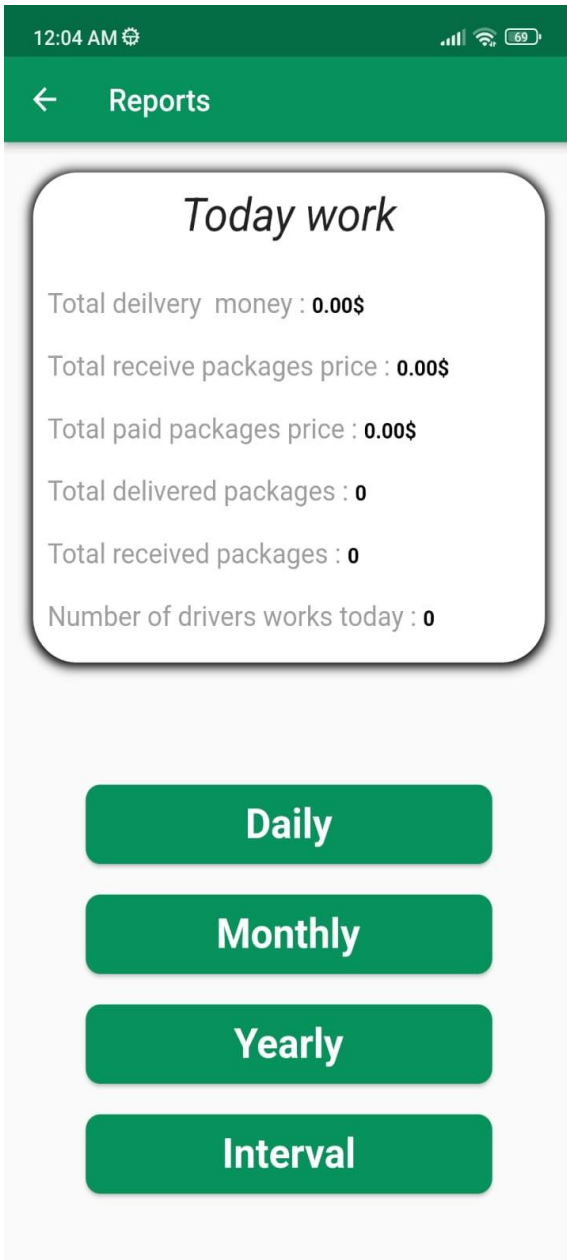 12:04 AM
69
Reports
Today work
Total deilvery  money : 0.00$
Total receive packages price : 0.00$
Total paid packages price : 0.00$
Total delivered packages : 0
Total received packages : 0
Number of drivers works today : 0
Daily
Monthly
Yearly
Interval